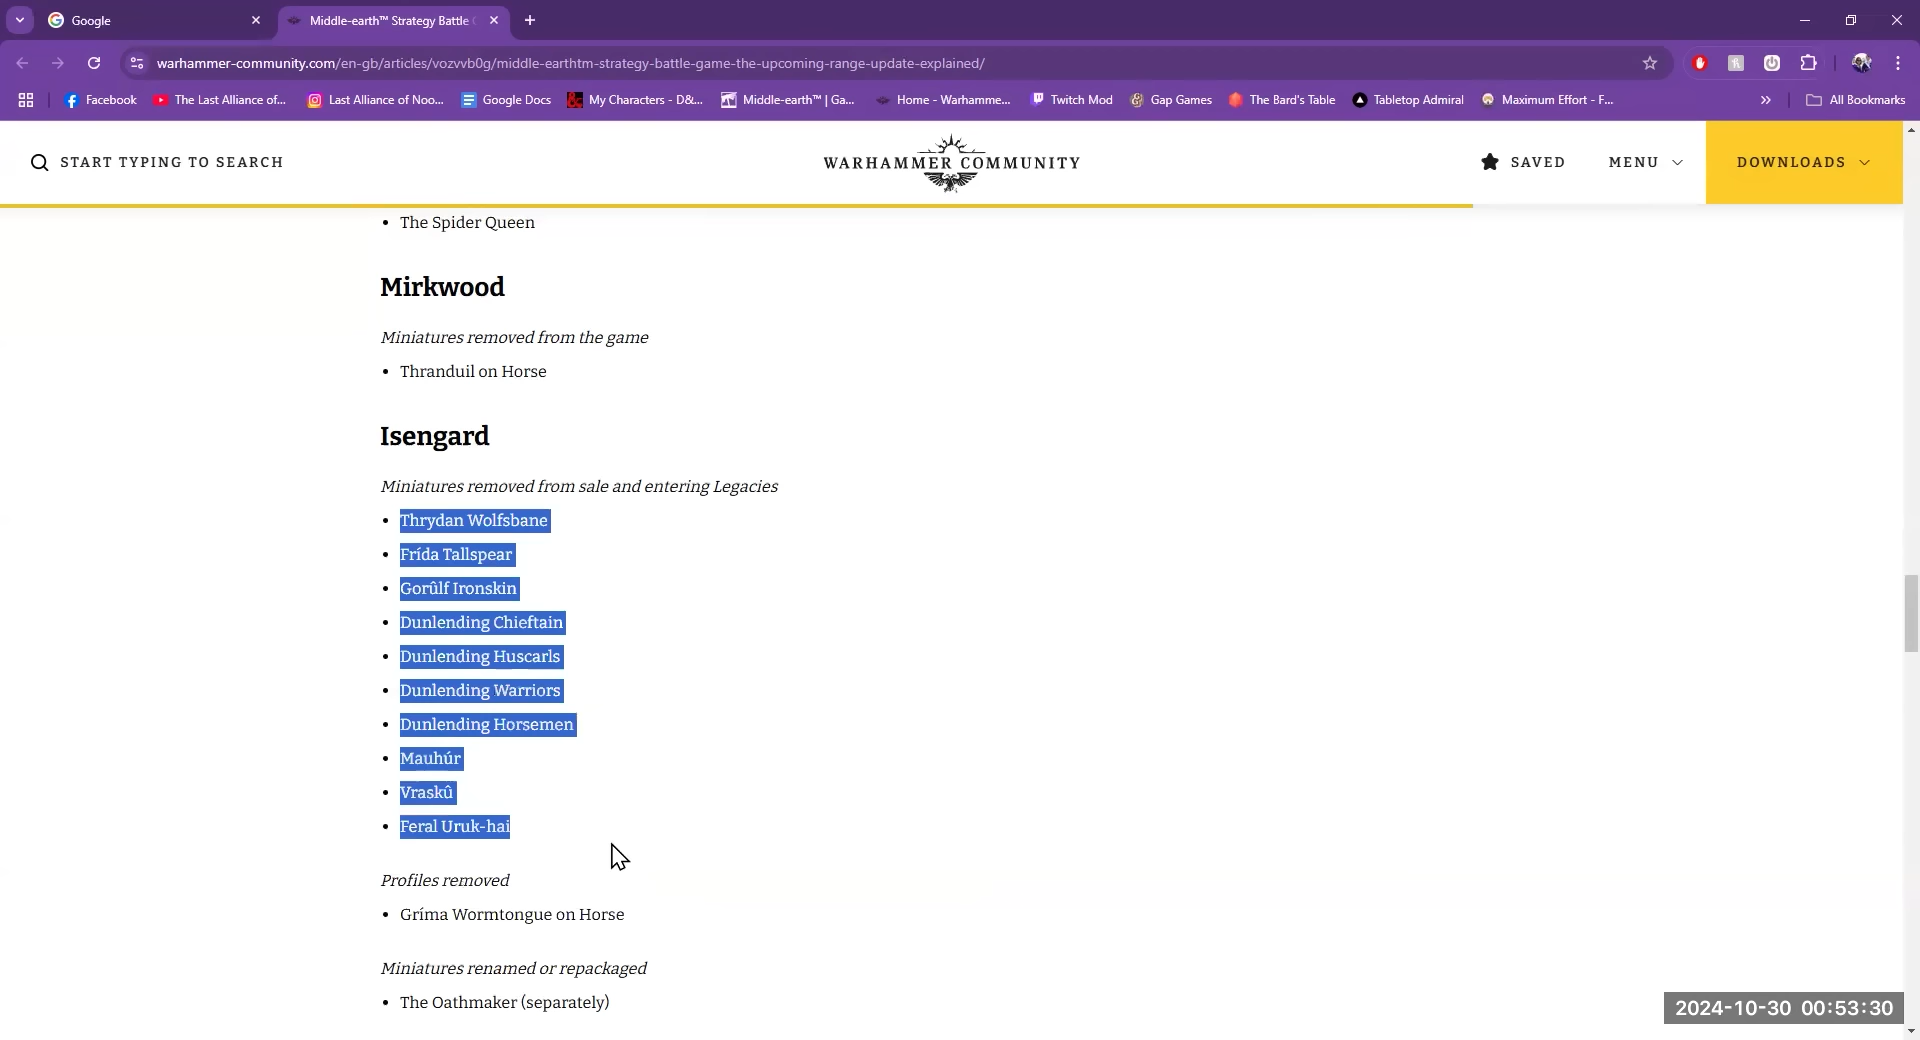 Google
Middle-earth™ Strategy Battle
warhammer-community.com/en-gb/articles/vozvvb0g/middle-earthtm-strategy-battle-game-the-upcoming-range-update-explained/
Facebook
The Last Alliance of...
Last Alliance of Noo...
Google Docs
My Characters - D&...
Middle-earth™ | Ga...
Home - Warhamme...
Twitch Mod
Gap Games
The Bard's Table
Tabletop Admiral
Maximum Effort - F...
All Bookmarks
START TYPING TO SEARCH
WARHAMMER COMMUNITY
SAVED
MENU
DOWNLOADS
• The Spider Queen
Mirkwood
Miniatures removed from the game
• Thranduil on Horse
Isengard
Miniatures removed from sale and entering Legacies
• Thrydan Wolfsbane
• Frída Tallspear
• Gorûlf Ironskin
• Dunlending Chieftain
• Dunlending Huscarls
• Dunlending Warriors
• Dunlending Horsemen
• Mauhúr
• Vraskû
• Feral Uruk-hai
Profiles removed
• Gríma Wormtongue on Horse
Miniatures renamed or repackaged
• The Oathmaker (separately)
2024-10-30 00:53:30